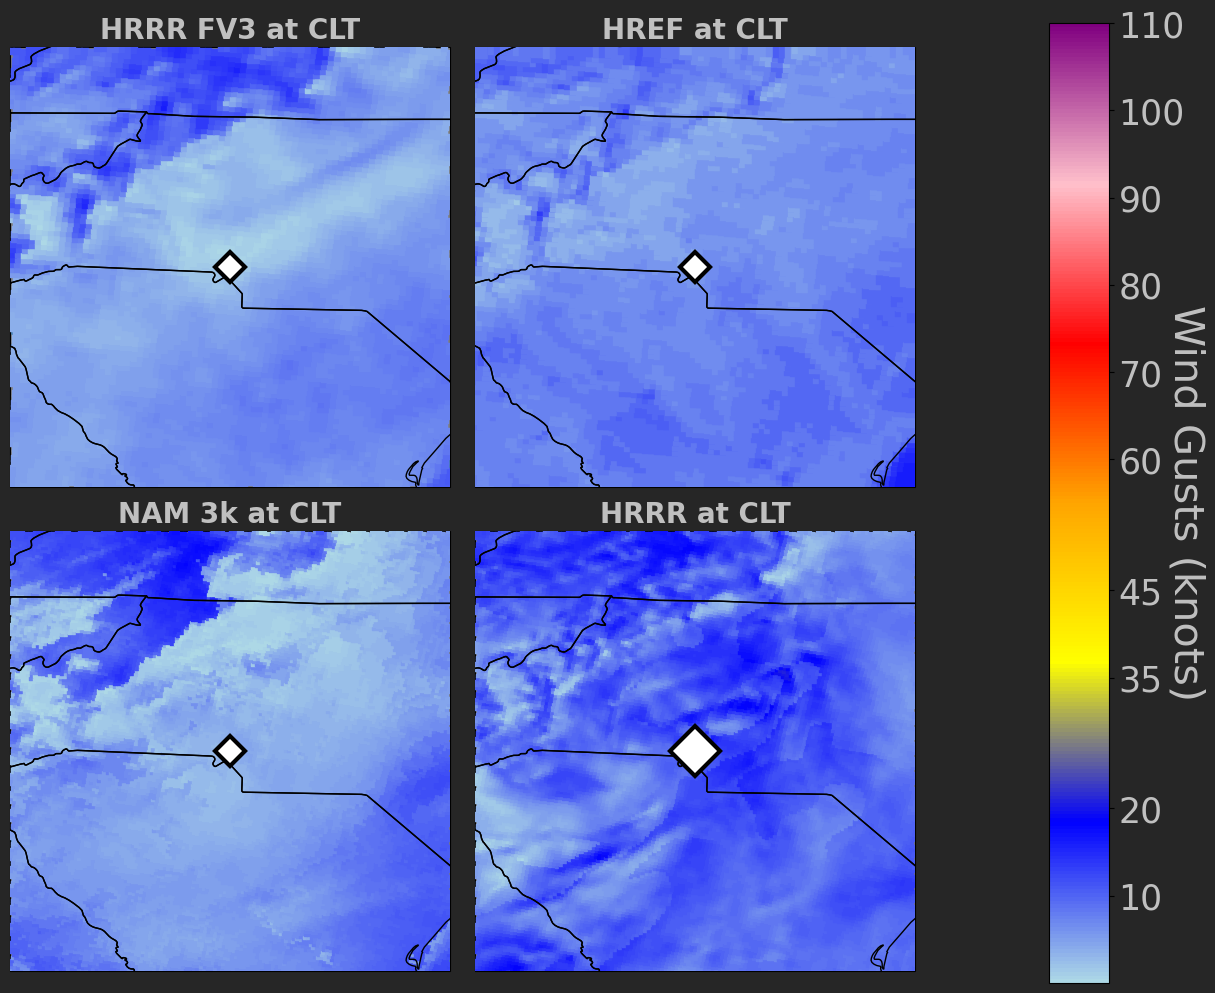 HRRR FV3 at CLT
HREF at CLT
NAM 3k at CLT
HRRR at CLT
110
100
90
80
70
60
45
35
20
10
Wind Gusts (knots)